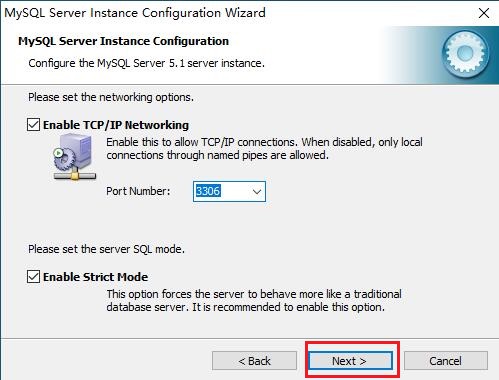 MySQL Server Instance Configuration Wizard
MySQL Server Instance Configuration
Configure the MySQL Server 5.1 server instance.
Please set the networking options.
Enable TCP/IP Networking
Enable this to allow TCP/IP connections. When disabled, only local
connections through named pipes are allowed.
Port Number: 3306
Please set the server SQL mode.
Enable Strict Mode
This option forces the server to behave more like a traditional
database server. It is recommended to enable this option.
< Back Next > Cancel